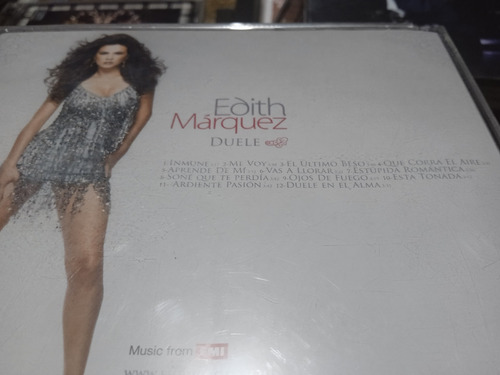 Edith
Márquez
DUELE
1-INMUNE 2-ME VOY 3-EL ÚLTIMO BESO 4-QUE CORRA EL AIRE
5-APRENDE DE MÍ 6-VAS A LLORAR 7-ESTÚPIDA ROMÁNTICA
8-SOÑÉ QUE TE PERDÍA 9-OJOS DE FUEGO 10-ESTA TONADA
11-ARDIENTE PASIÓN 12-DUELE EN EL ALMA
Music from EMI